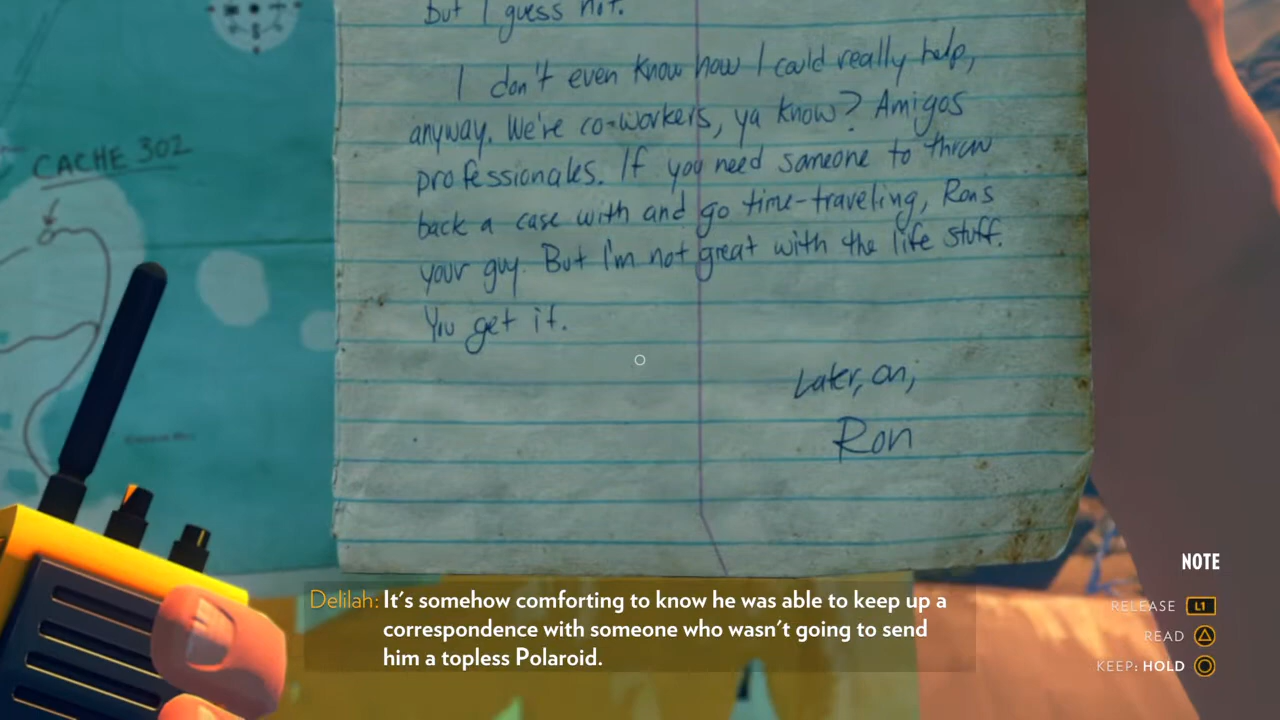 but I guess not.
I don't even know how I could really help,
anyway. We're co-workers, ya know? Amigos
professionales. If you need someone to throw
back a case with and go time-traveling, Rons
your guy. But I'm not great with the life stuff.
You get it.
Later, on,
Ron
CACHE 302
NOTE
RELEASE L1
READ
KEEP: HOLD
Delilah: It's somehow comforting to know he was able to keep up a
correspondence with someone who wasn't going to send
him a topless Polaroid.